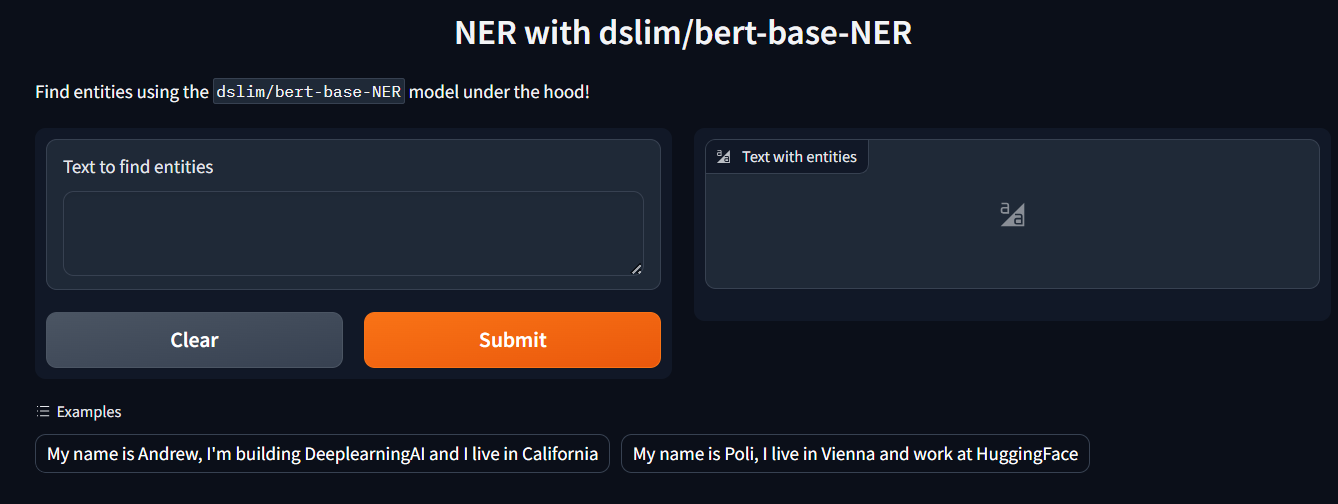 NER with dslim/bert-base-NER
Find entities using the dslim/bert-base-NER model under the hood!
Text to find entities
Text with entities
Clear
Submit
Examples
My name is Andrew, I'm building DeeplearningAI and I live in California
My name is Poli, I live in Vienna and work at HuggingFace